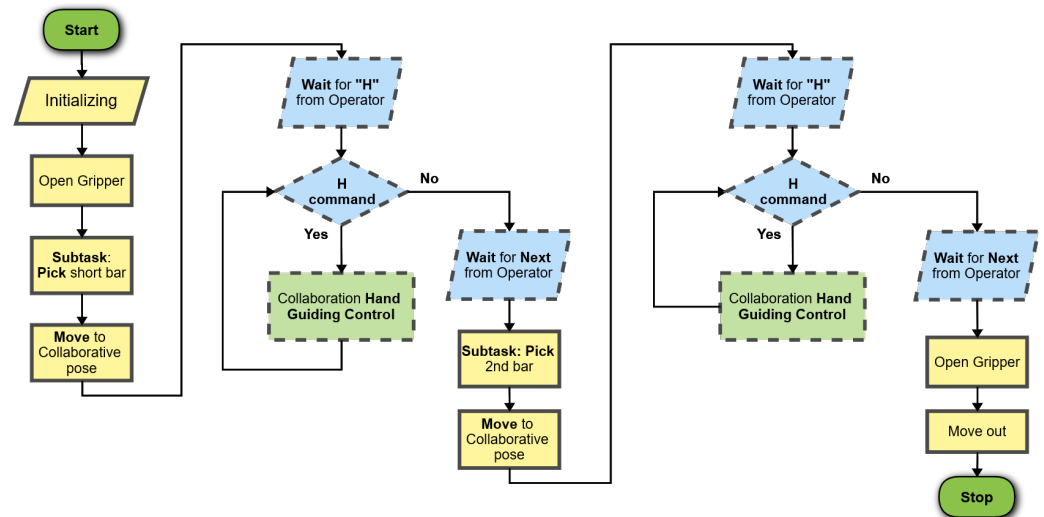 Start
Initializing
Open Gripper
Subtask:
Pick short bar
Move to
Collaborative
pose
Wait for "H"
from Operator
H
command
No
Yes
Collaboration Hand
Guiding Control
Wait for Next
from Operator
Subtask: Pick
2nd bar
Move to
Collaborative
pose
Wait for "H"
from Operator
H
command
No
Yes
Collaboration Hand
Guiding Control
Wait for Next
from Operator
Open Gripper
Move out
Stop